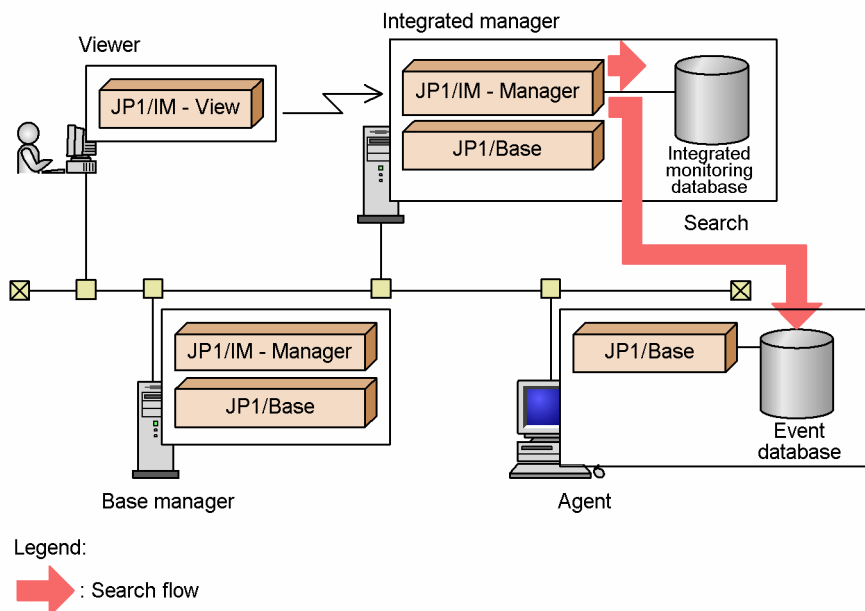 Integrated manager
Viewer
JP1/IM - View
JP1/IM - Manager
JP1/Base
Integrated
monitoring
database
Search
JP1/IM - Manager
JP1/Base
JP1/Base
Event
database
Base manager
Agent
Legend:
: Search flow